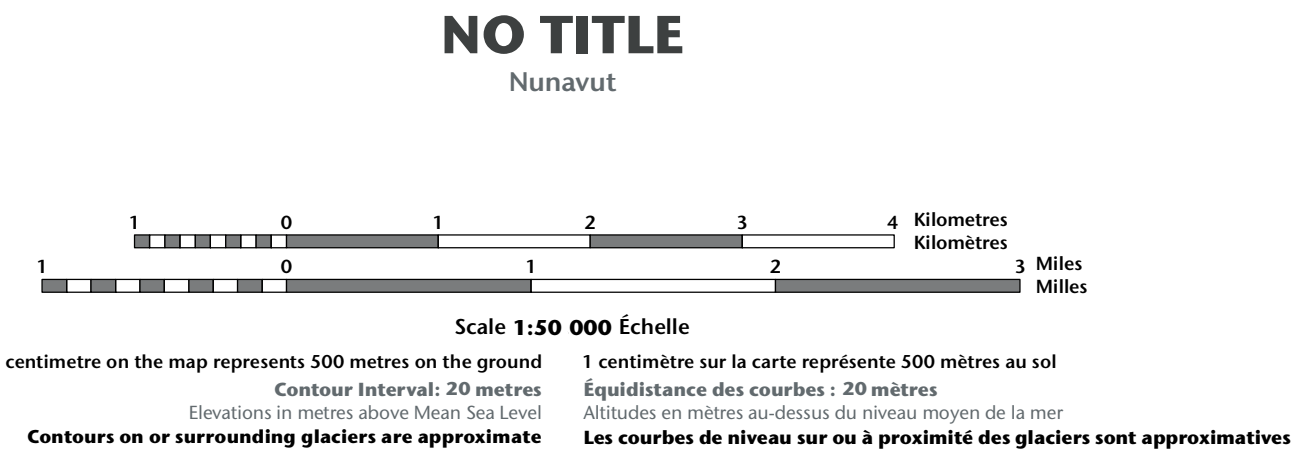 NO TITLE
Nunavut
1 0 1 2 3 4 Kilometres
Kilomètres
1 0 1 2 3 Miles
Milles
Scale 1:50 000 Échelle
centimetre on the map represents 500 metres on the ground
Contour Interval: 20 metres
Elevations in metres above Mean Sea Level
Contours on or surrounding glaciers are approximate
1 centimètre sur la carte représente 500 mètres au sol
Équidistance des courbes : 20 mètres
Altitudes en mètres au-dessus du niveau moyen de la mer
Les courbes de niveau sur ou à proximité des glaciers sont approximatives